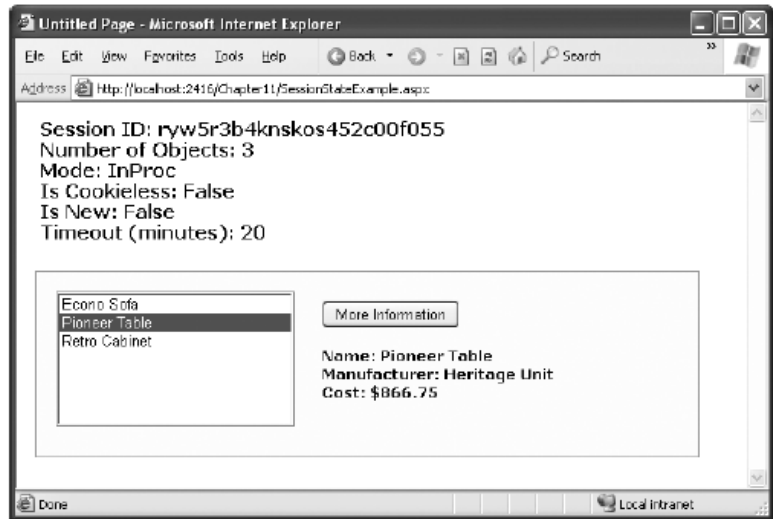 Untitled Page - Microsoft Internet Explorer
File Edit View Favorites Tools Help Back Search »
Address http://localhost:2416/Chapter11/SessionStateExample.aspx
Session ID: ryw5r3b4knskos452c00f055
Number of Objects: 3
Mode: InProc
Is Cookieless: False
Is New: False
Timeout (minutes): 20
Econo Sofa
Pioneer Table
Retro Cabinet
More Information
Name: Pioneer Table
Manufacturer: Heritage Unit
Cost: $866.75
Done Local intranet